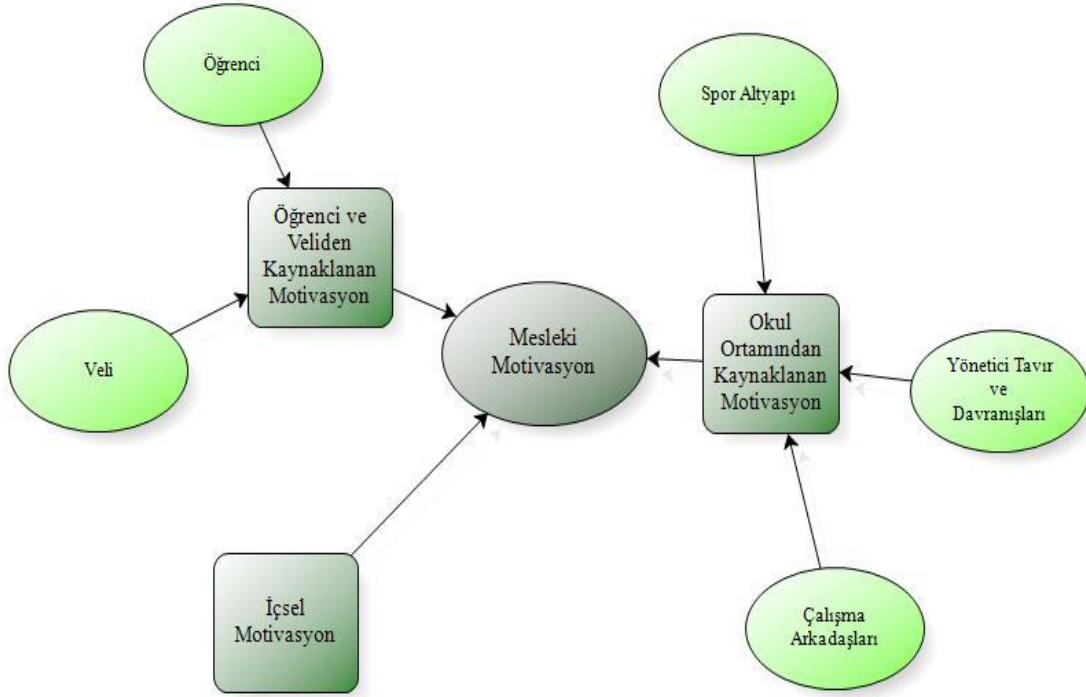 Öğrenci
Spor Altyapı
Öğrenci ve
Veliden
Kaynaklanan
Motivasyon
Veli
Mesleki
Motivasyon
Okul
Ortamından
Kaynaklanan
Motivasyon
Yönetici Tavır
ve
Davranışları
İçsel
Motivasyon
Çalışma
Arkadaşları